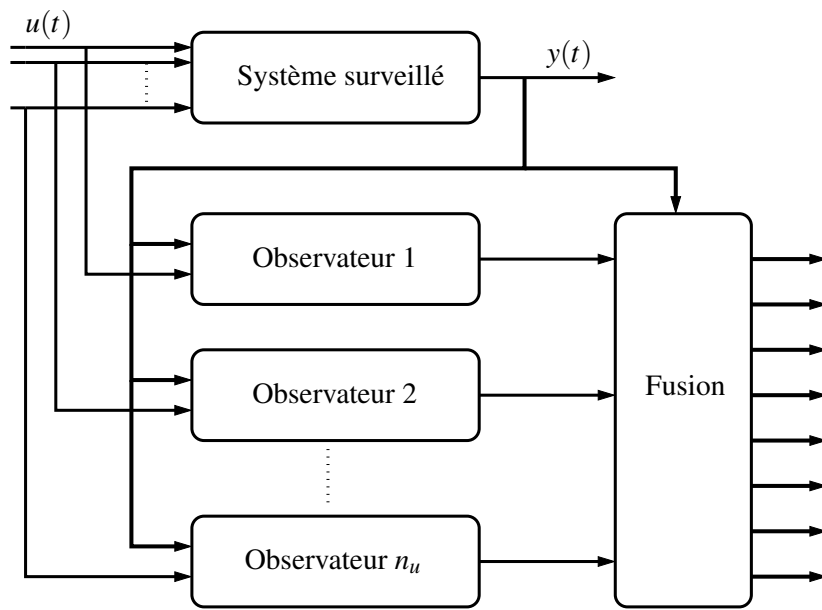 u(t)
Système surveillé
y(t)
Observateur 1
Observateur 2
Fusion
Observateur n_u